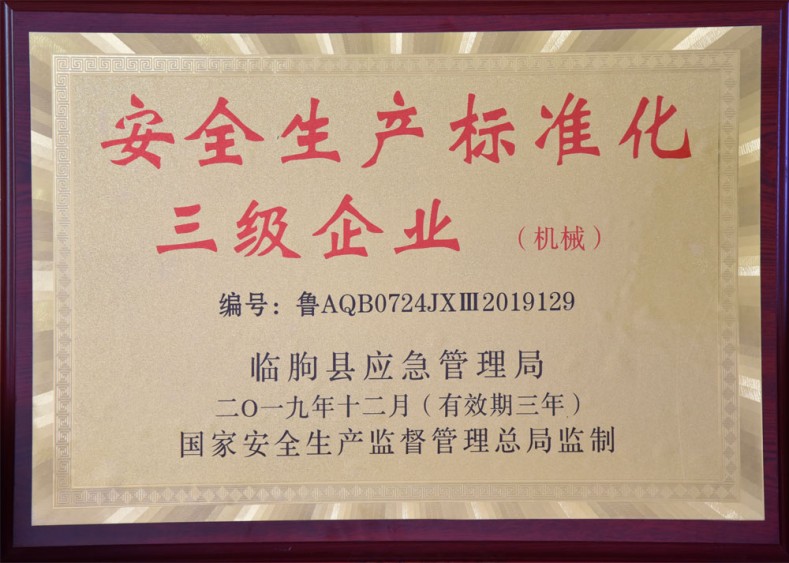 安全生产标准化
三级企业 （机械）
编号：鲁AQB0724JXⅢ2019129
临朐县应急管理局
二O一九年十二月（有效期三年）
国家安全生产监督管理总局监制